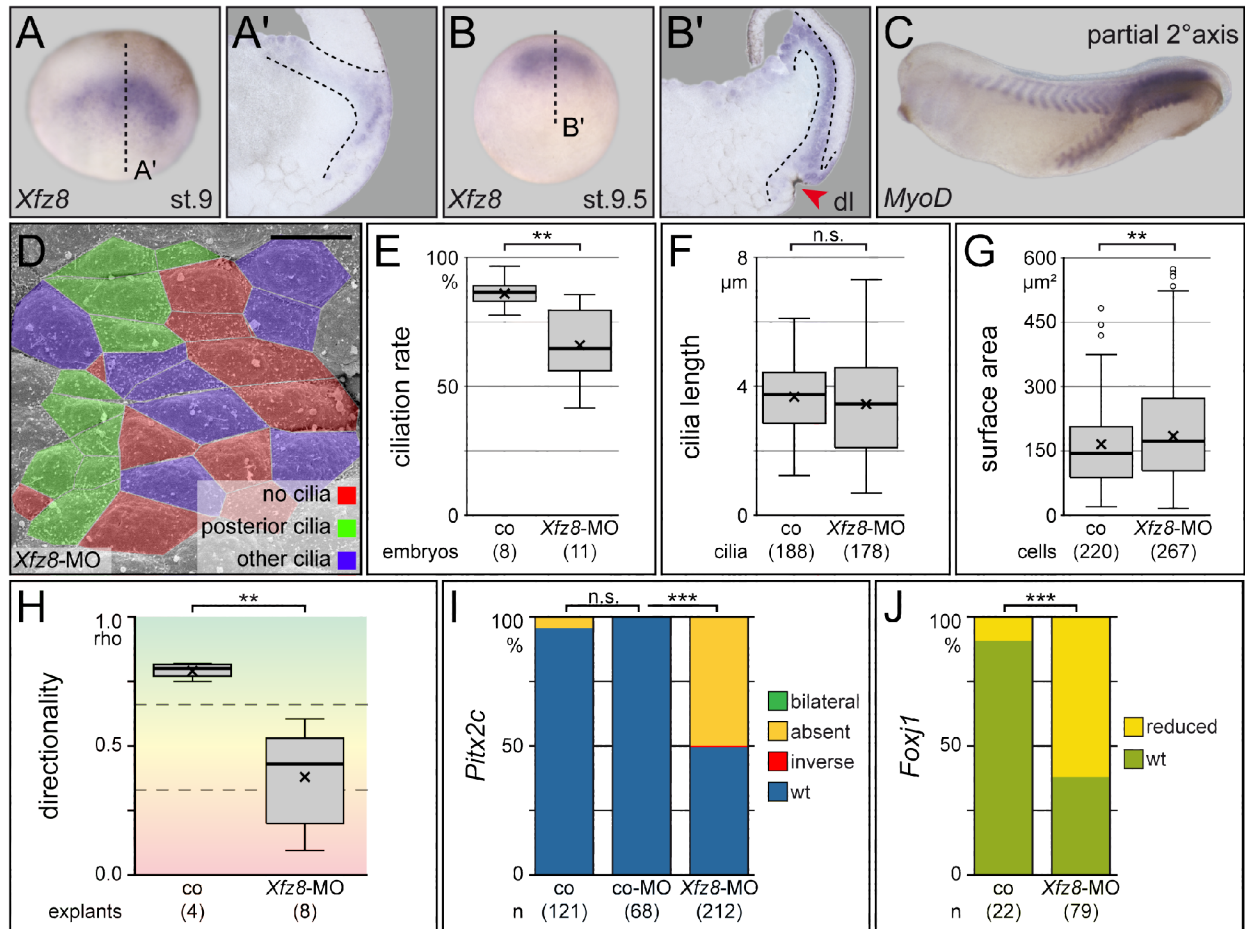 A
A'
Xfz8
st.9
A'
B
B'
Xfz8
st.9.5
B'
dl
C
partial 2°axis
MyoD
D
no cilia
posterior cilia
other cilia
Xfz8-MO
E
**
100
%
50
0
ciliation rate
co
Xfz8-MO
embryos
(8)
(11)
F
n.s.
8
µm
4
0
cilia length
co
Xfz8-MO
cilia
(188)
(178)
G
**
600
µm²
450
300
150
0
surface area
co
Xfz8-MO
cells
(220)
(267)
H
**
1.0
rho
0.5
0.0
directionality
co
Xfz8-MO
explants
(4)
(8)
I
n.s.
***
100
%
50
0
Pitx2c
bilateral
absent
inverse
wt
co
co-MO
Xfz8-MO
n
(121)
(68)
(212)
J
***
100
%
50
0
Foxj1
reduced
wt
co
Xfz8-MO
n
(22)
(79)